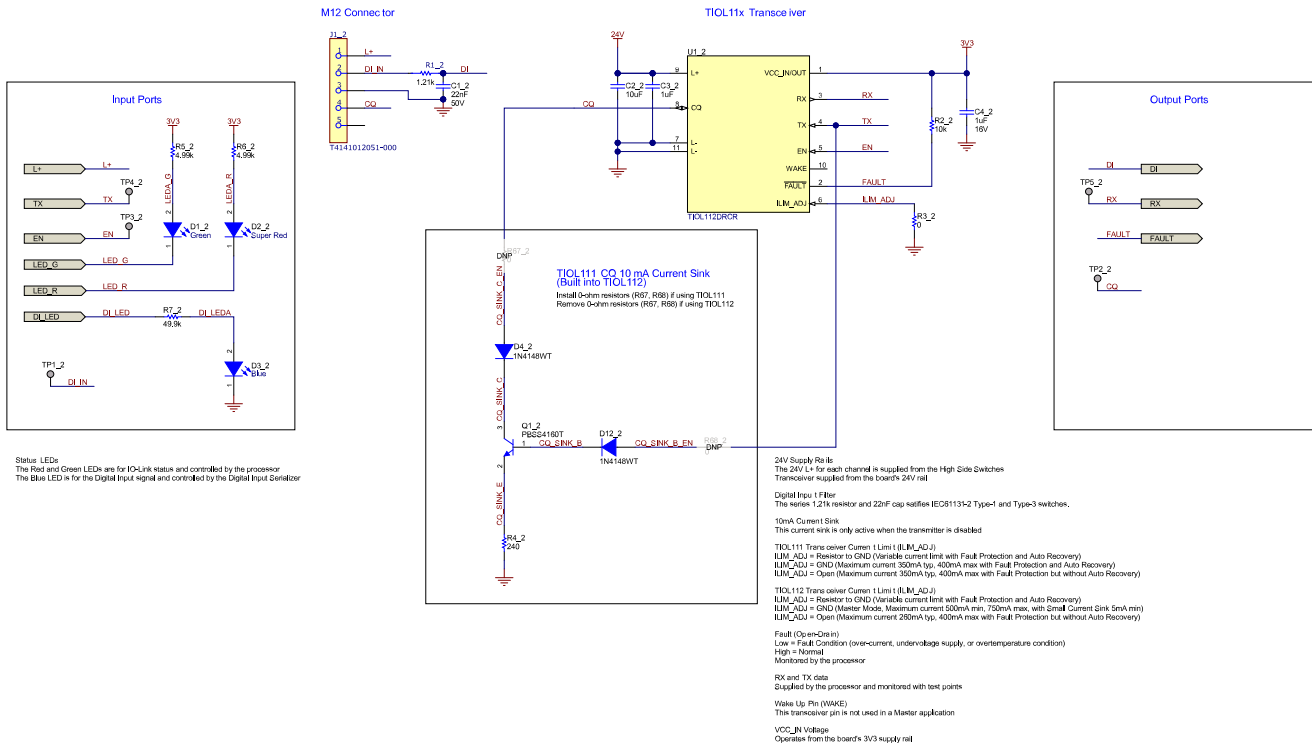 M12 Connector
TIOL11x Transceiver
J1_2
1
L+
2
DI_IN
R1_2
1.21k
DI
C1_2
22nF
50V
3
4
CQ
5
T4141012051-000
24V
3V3
U1_2
9
L+
VCC_IN/OUT
1
C2_2
10uF
C3_2
1uF
RX
3
RX
CQ
8
CQ
TX
4
TX
R2_2
10k
C4_2
1uF
16V
7
L-
11
L-
EN
5
EN
WAKE
10
FAULT
2
FAULT
ILIM_ADJ
6
ILIM_ADJ
TIOL112DRCR
R3_2
0
Input Ports
3V3
3V3
R5_2
4.99k
R6_2
4.99k
L+
L+
TP4_2
LEDA_G
LEDA_R
TX
TX
TP3_2
2
2
D1_2
Green
D2_2
Super Red
EN
EN
1
1
LED_G
LED_G
LED_R
LED_R
DI_LED
DI_LED
R7_2
49.9k
DI_LEDA
2
D3_2
Blue
1
TP1_2
DI_IN
Output Ports
DI
DI
TP5_2
RX
RX
FAULT
FAULT
TP2_2
CQ
R67_2
DNP
0
CQ_SINK_C_EN
TIOL111 CQ 10 mA Current Sink
(Built into TIOL112)
Install 0-ohm resistors (R67, R68) if using TIOL111
Remove 0-ohm resistors (R67, R68) if using TIOL112
D4_2
1N4148WT
CQ_SINK_C
3
Q1_2
PBSS4160T
1
CQ_SINK_B
D12_2
1N4148WT
CQ_SINK_B_EN
R68_2
DNP
0
2
CQ_SINK_E
R4_2
240
Status LEDs
The Red and Green LEDs are for IO-Link status and controlled by the processor
The Blue LED is for the Digital Input signal and controlled by the Digital Input Serializer
24V Supply Rails
The 24V L+ for each channel is supplied from the High Side Switches
Transceiver supplied from the board's 24V rail
Digital Input Filter
The series 1.21k resistor and 22nF cap satifies IEC61131-2 Type-1 and Type-3 switches.
10mA Current Sink
This current sink is only active when the transmitter is disabled
TIOL111 Transceiver Current Limit (ILIM_ADJ)
ILIM_ADJ = Resistor to GND (Variable current limit with Fault Protection and Auto Recovery)
ILIM_ADJ = GND (Maximum current 350mA typ, 400mA max with Fault Protection and Auto Recovery)
ILIM_ADJ = Open (Maximum current 350mA typ, 400mA max with Fault Protection but without Auto Recovery)
TIOL112 Transceiver Current Limit (ILIM_ADJ)
ILIM_ADJ = Resistor to GND (Variable current limit with Fault Protection and Auto Recovery)
ILIM_ADJ = GND (Master Mode, Maximum current 500mA min, 750mA max, with Small Current Sink 5mA min)
ILIM_ADJ = Open (Maximum current 260mA typ, 400mA max with Fault Protection but without Auto Recovery)
Fault (Open-Drain)
Low = Fault Condition (over-current, undervoltage supply, or overtemperature condition)
High = Normal
Monitored by the processor
RX and TX data
Supplied by the processor and monitored with test points
Wake Up Pin (WAKE)
This transceiver pin is not used in a Master application
VCC_IN Voltage
Operates from the board's 3V3 supply rail